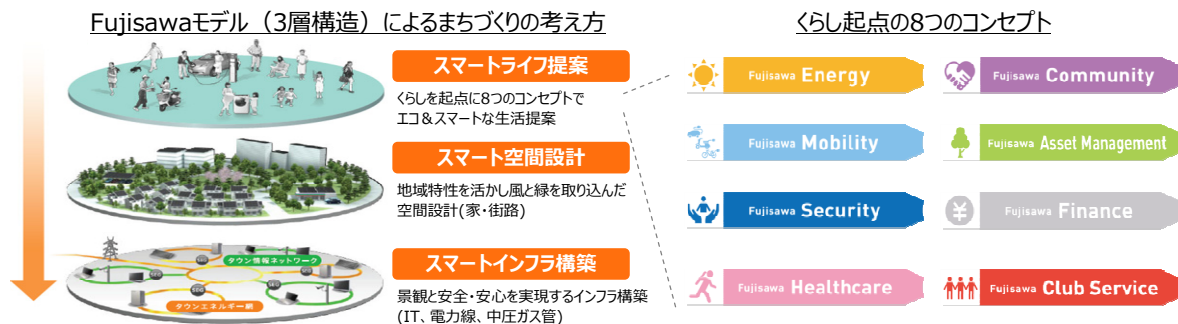 Fujisawaモデル（3層構造）によるまちづくりの考え方
スマートライフ提案
くらしを起点に8つのコンセプトで
エコ＆スマートな生活提案
スマート空間設計
地域特性を活かし風と緑を取り込んだ
空間設計(家・街路)
タウン情報ネットワーク
SEG
SEG
SEG
SEG
タウンエネルギー網
スマートインフラ構築
景観と安全・安心を実現するインフラ構築
(IT、電力線、中圧ガス管)
くらし起点の8つのコンセプト
Fujisawa Energy
Fujisawa Community
Fujisawa Mobility
Fujisawa Asset Management
Fujisawa Security
¥
Fujisawa Finance
Fujisawa Healthcare
Fujisawa Club Service